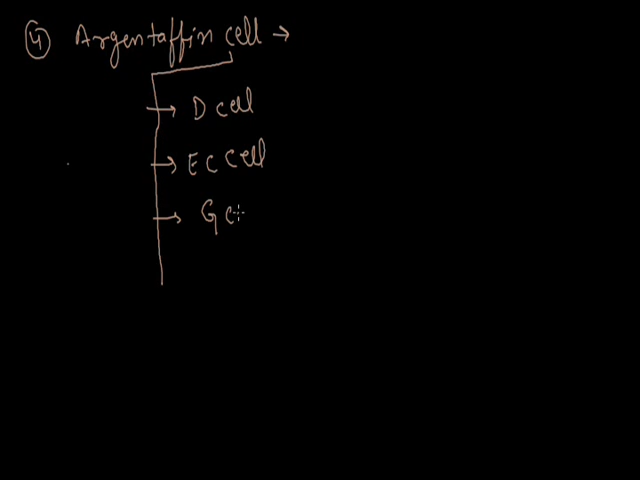 ④ Argentaffin cell →
→ D cell
→ EC cell
→ G c